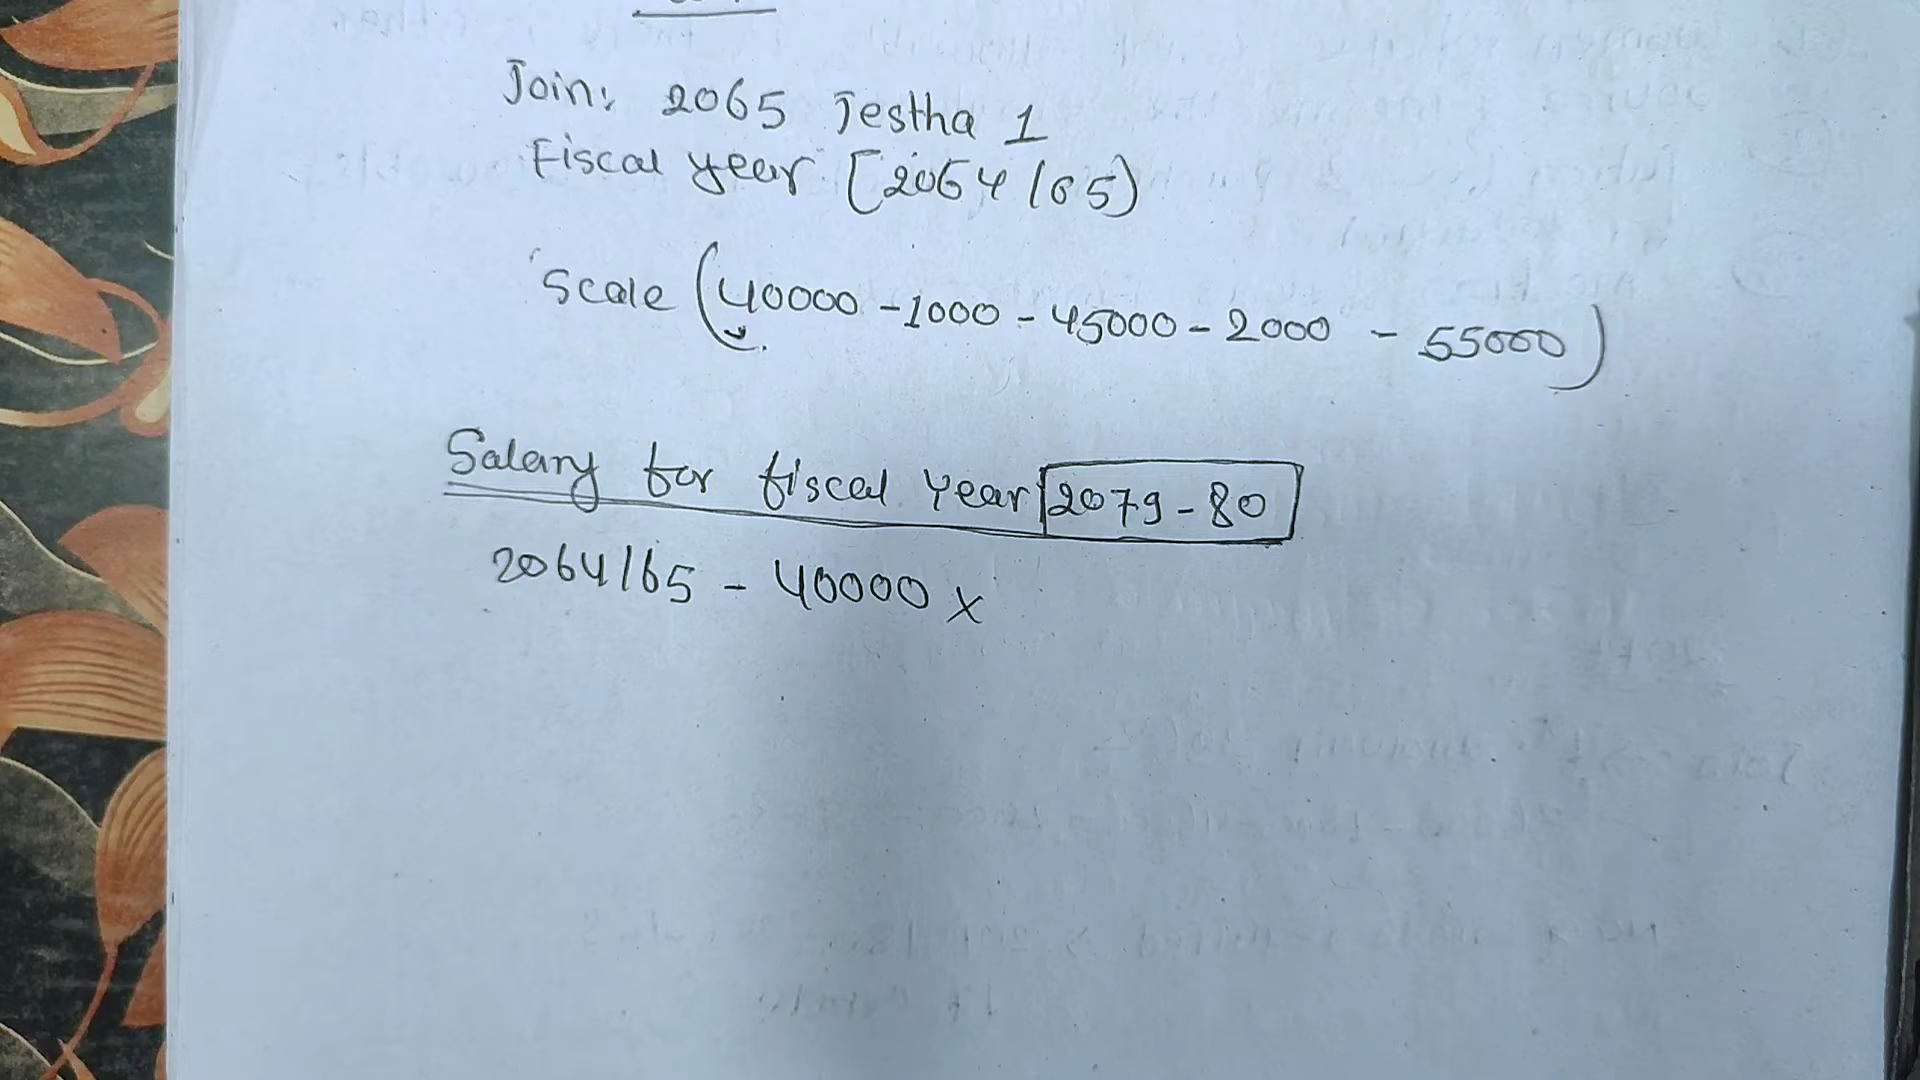 Join: 2065 Jestha 1
Fiscal year [2064/65)
Scale (40000 - 1000 - 45000 - 2000 - 55000)
Salary for fiscal Year 2079-80
2064/65 - 40000 x